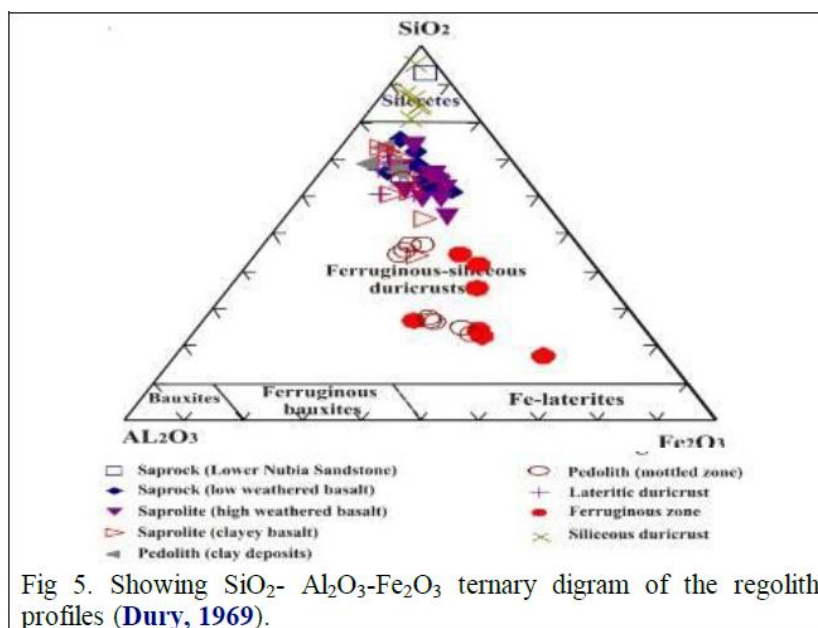 SiO2
Silcretes
Ferruginous-siliceous
duricrusts
Bauxites
Ferruginous
bauxites
Fe-laterites
AL2O3
Fe2O3
Saprock (Lower Nubia Sandstone)
Saprock (low weathered basalt)
Saprolite (high weathered basalt)
Saprolite (clayey basalt)
Pedolith (clay deposits)
Pedolith (mottled zone)
Lateritic duricrust
Ferruginous zone
Siliceous duricrust
Fig 5. Showing SiO2- Al2O3-Fe2O3 ternary digram of the regolith
profiles (Dury, 1969).